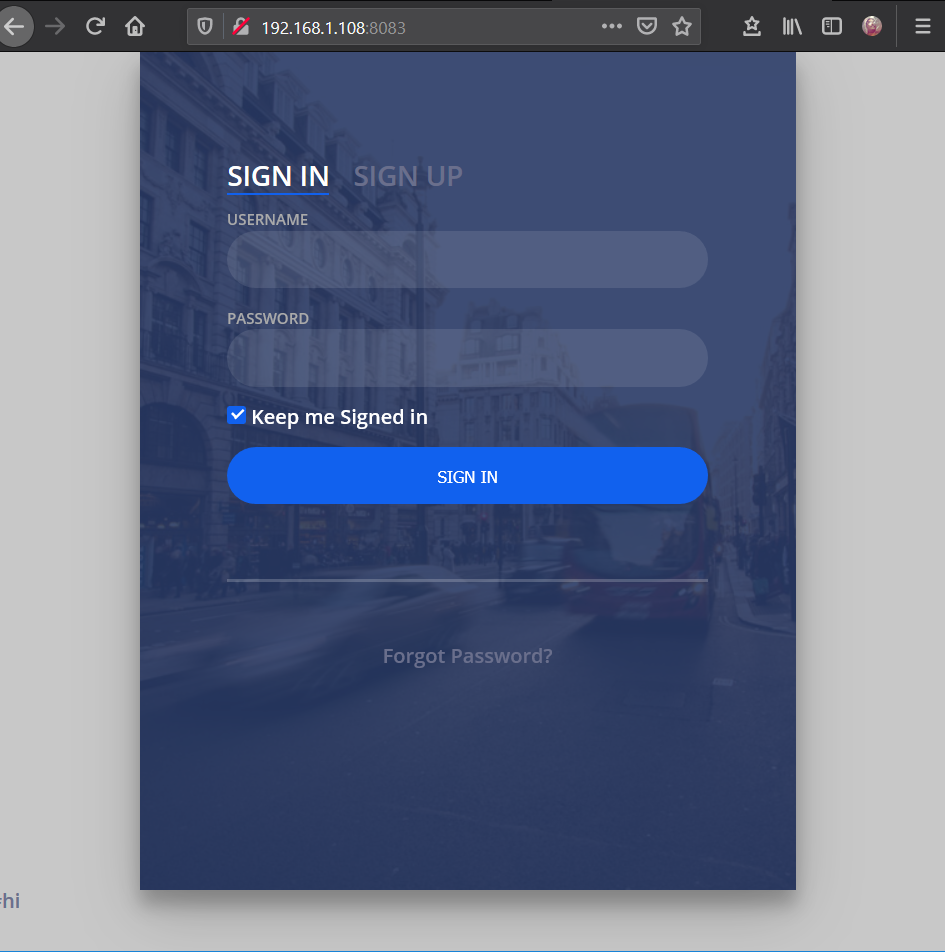 192.168.1.108:8083
SIGN IN SIGN UP
USERNAME
PASSWORD
Keep me Signed in
SIGN IN
Forgot Password?
hi